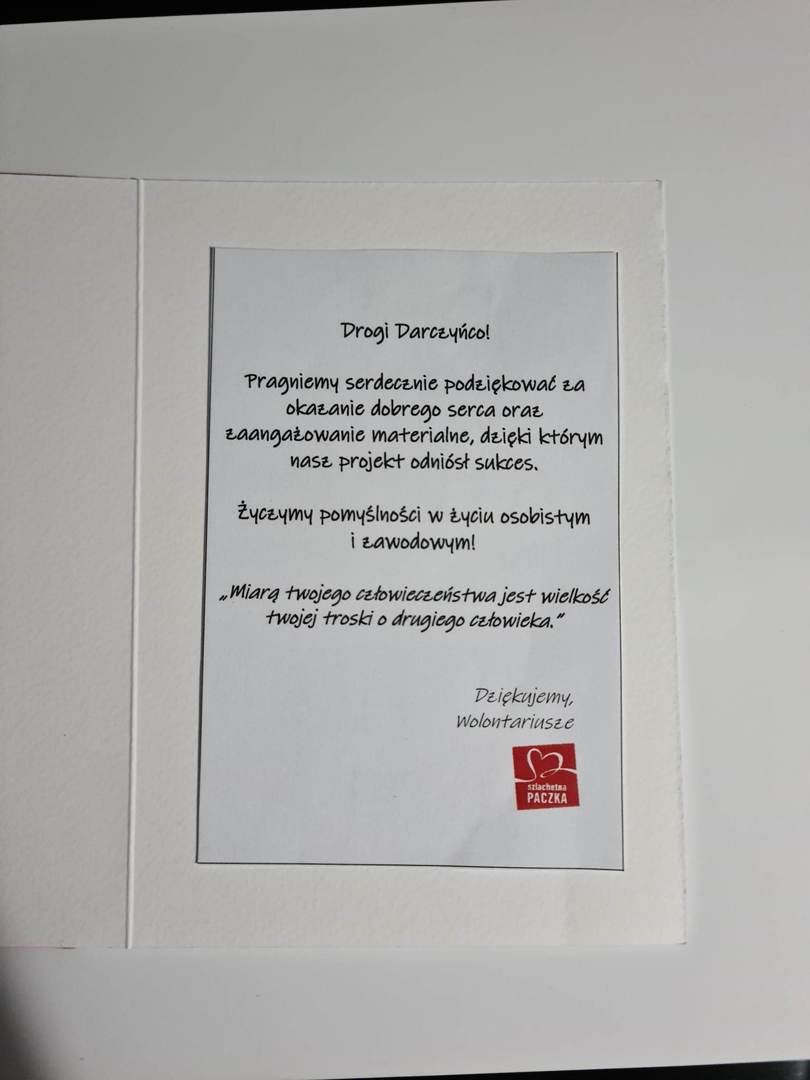 Drogi Darczyńco!
Pragniemy serdecznie podziękować za
okazanie dobrego serca oraz
zaangażowanie materialne, dzięki którym
nasz projekt odniósł sukces.
Życzymy pomyślności w życiu osobistym
i zawodowym!
„Miarą twojego człowieczeństwa jest wielkość
twojej troski o drugiego człowieka.”
Dziękujemy,
Wolontariusze
szlachetna
PACZKA